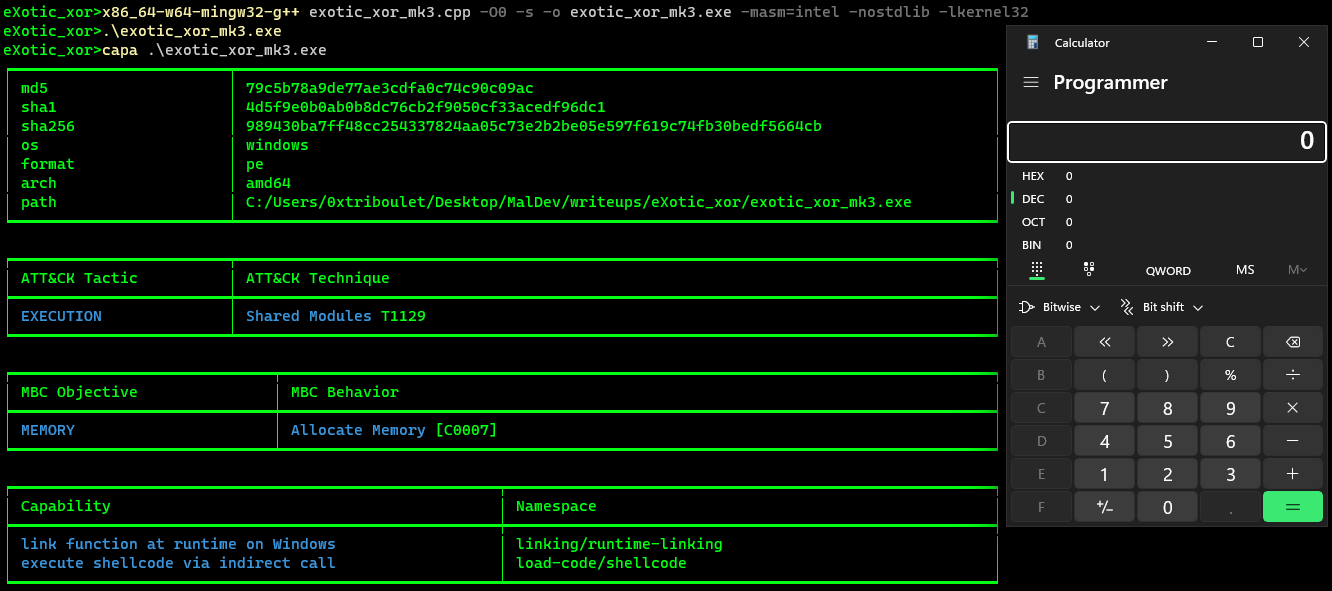 eXotic_xor>x86_64-w64-mingw32-g++ exotic_xor_mk3.cpp -O0 -s -o exotic_xor_mk3.exe -masm=intel -nostdlib -lkernel32
eXotic_xor>.\exotic_xor_mk3.exe
eXotic_xor>capa .\exotic_xor_mk3.exe
md5 79c5b78a9de77ae3cdfa0c74c90c09ac
sha1 4d5f9e0b0ab0b8dc76cb2f9050cf33acedf96dc1
sha256 989430ba7ff48cc254337824aa05c73e2b2be05e597f619c74fb30bedf5664cb
os windows
format pe
arch amd64
path C:/Users/0xtriboulet/Desktop/MalDev/writeups/eXotic_xor/exotic_xor_mk3.exe
ATT&CK Tactic ATT&CK Technique
EXECUTION Shared Modules T1129
MBC Objective MBC Behavior
MEMORY Allocate Memory [C0007]
Capability Namespace
link function at runtime on Windows linking/runtime-linking
execute shellcode via indirect call load-code/shellcode
Calculator
Programmer
0
HEX 0
DEC 0
OCT 0
BIN 0
QWORD MS M
Bitwise Bit shift
A << >> C
B ( ) % ÷
C 7 8 9 ×
D 4 5 6 −
E 1 2 3 +
F +/− 0 . =